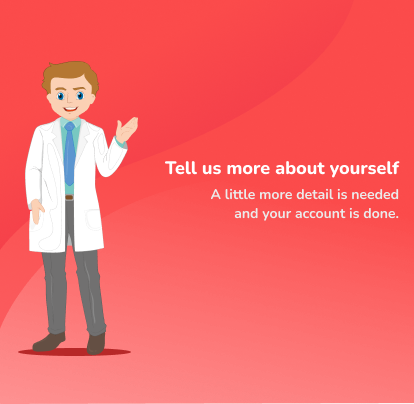 Tell us more about yourself
A little more detail is needed
and your account is done.